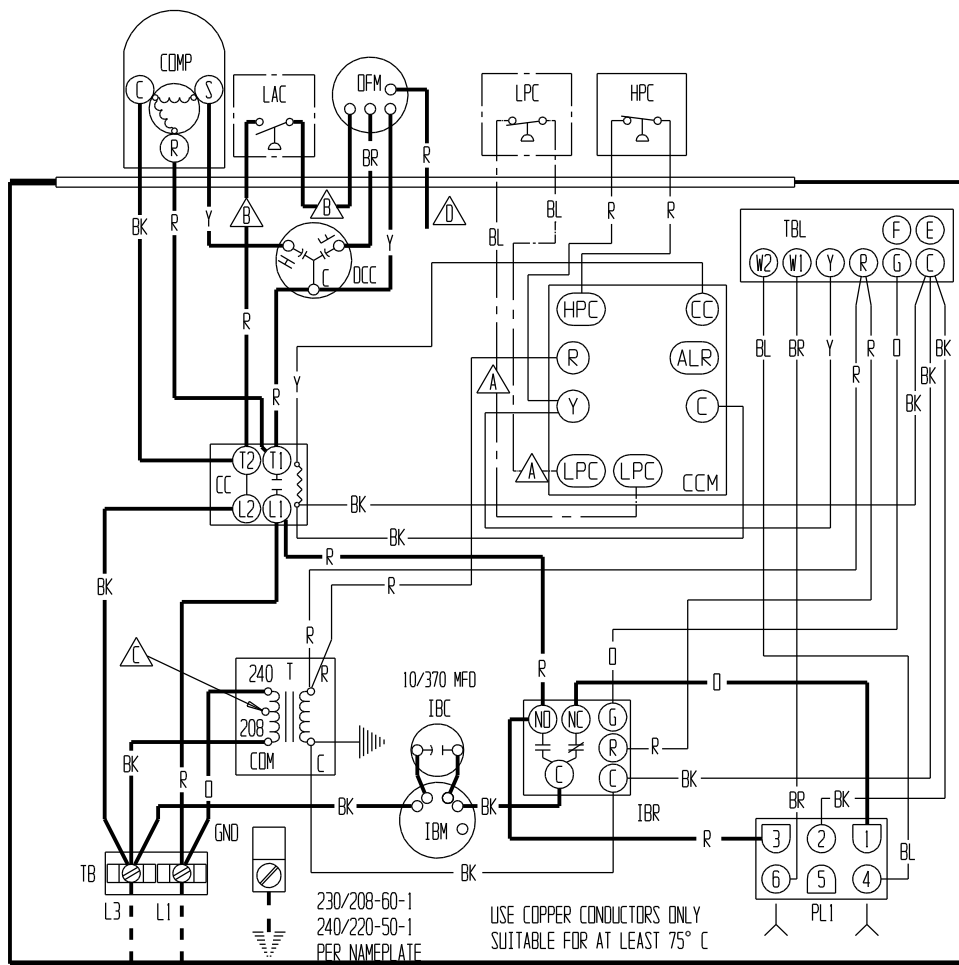 COMP
C
S
R
LAC
OFM
LPC
HPC
BR
R
BK
R
Y
B
B
D
Y
BL
BL
R
R
H
F
C
DCC
TBL
F
E
W2
W1
Y
R
G
C
HPC
CC
R
ALR
Y
C
LPC
LPC
CCM
A
A
BL
BR
Y
R
R
O
BK
BK
BK
R
R
Y
T2
T1
CC
L2
L1
BK
BK
R
BK
R
R
C
240
T
R
208
COM
C
10/370 MFD
IBC
IBM
O
R
O
NO
NC
G
R
C
C
IBR
R
BK
BK
R
O
BK
BK
BK
R
BR
BK
BL
3
2
1
6
5
4
PL1
GND
TB
L3
L1
230/208-60-1
240/220-50-1
PER NAMEPLATE
USE COPPER CONDUCTORS ONLY
SUITABLE FOR AT LEAST 75° C